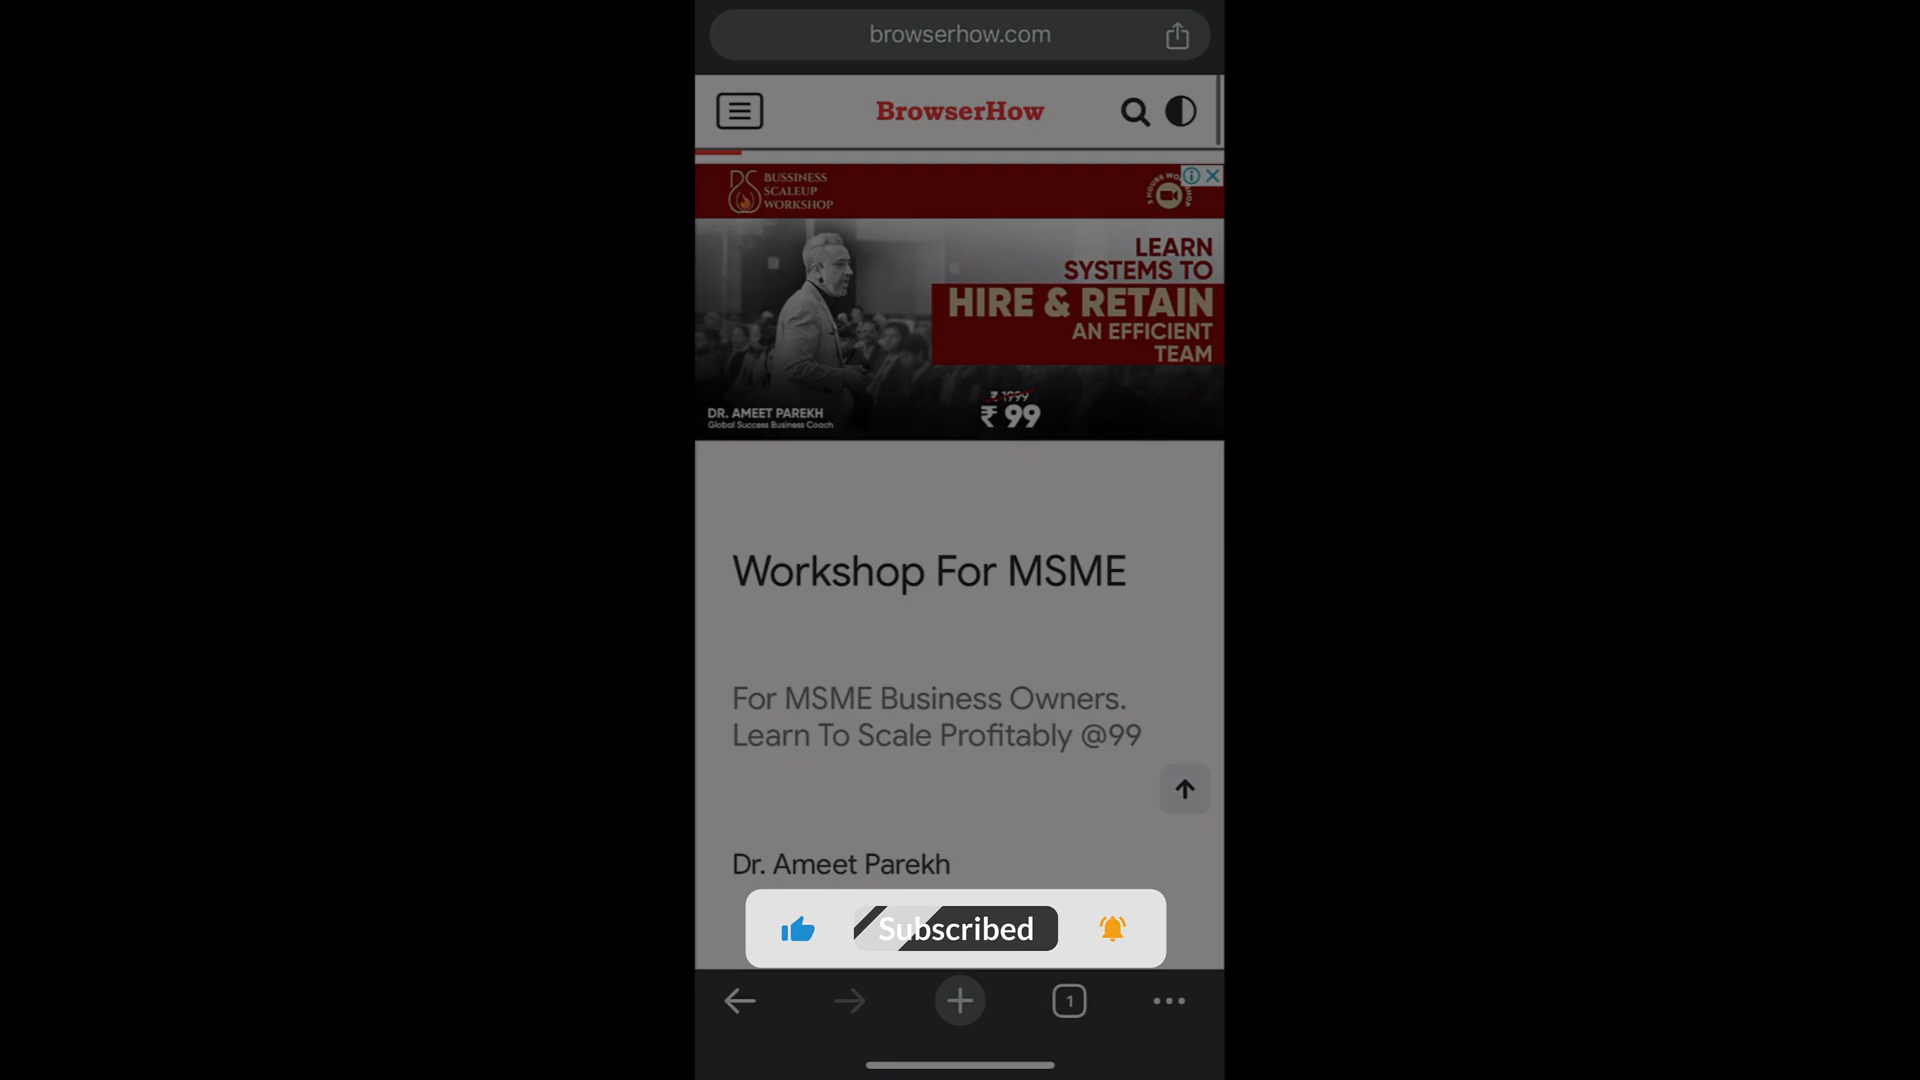 browserhow.com
BrowserHow
BUSSINESS
SCALEUP
WORKSHOP
LEARN
SYSTEMS TO
HIRE & RETAIN
AN EFFICIENT
TEAM
₹ 1999
₹ 99
DR. AMEET PAREKH
Global Success Business Coach
Workshop For MSME
For MSME Business Owners.
Learn To Scale Profitably @99
Dr. Ameet Parekh
Subscribed
1